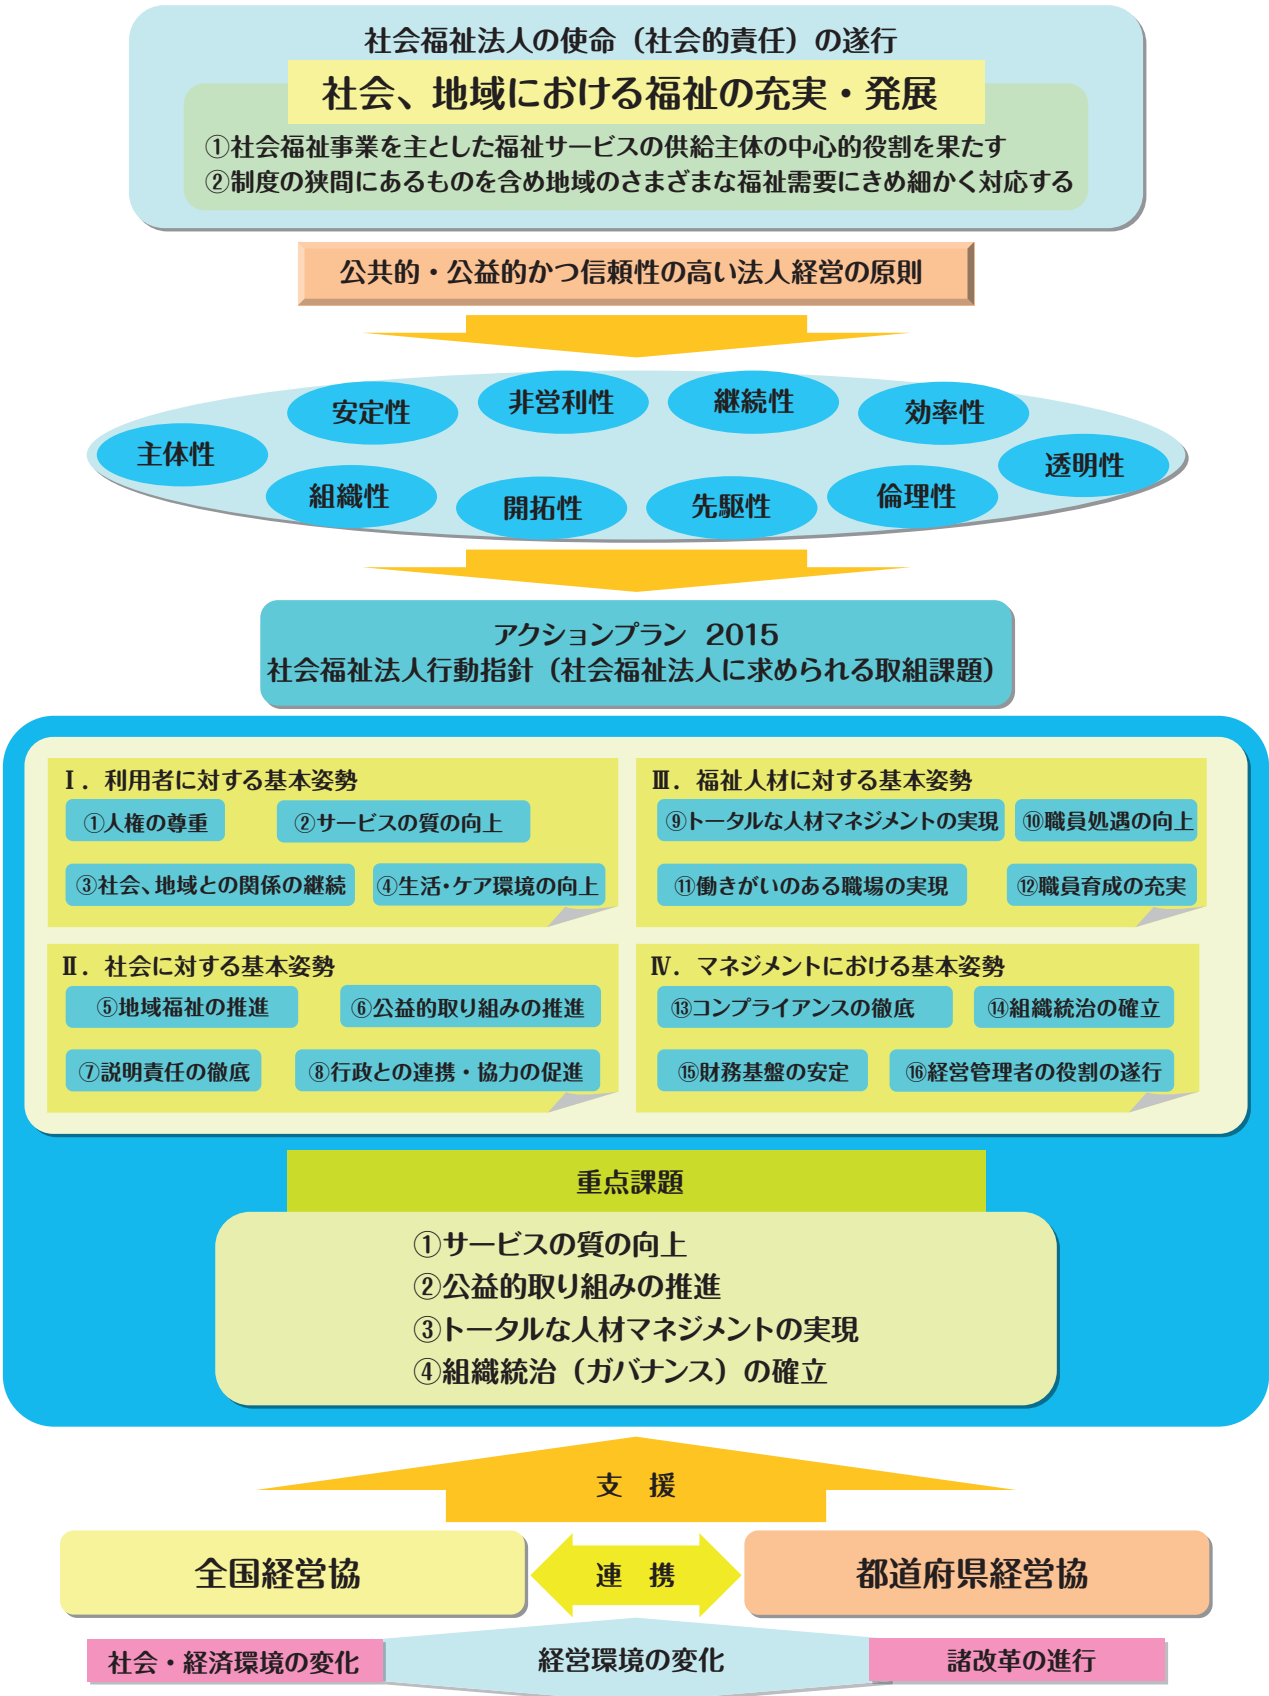 社会福祉法人の使命（社会的責任）の遂行
社会、地域における福祉の充実・発展
①社会福祉事業を主とした福祉サービスの供給主体の中心的役割を果たす
②制度の狭間にあるものを含め地域のさまざまな福祉需要にきめ細かく対応する
公共的・公益的かつ信頼性の高い法人経営の原則
主体性
安定性
非営利性
継続性
効率性
透明性
組織性
開拓性
先駆性
倫理性
アクションプラン 2015
社会福祉法人行動指針（社会福祉法人に求められる取組課題）
Ⅰ．利用者に対する基本姿勢
①人権の尊重
②サービスの質の向上
③社会、地域との関係の継続
④生活・ケア環境の向上
Ⅱ．社会に対する基本姿勢
⑤地域福祉の推進
⑥公益的取り組みの推進
⑦説明責任の徹底
⑧行政との連携・協力の促進
Ⅲ．福祉人材に対する基本姿勢
⑨トータルな人材マネジメントの実現
⑩職員処遇の向上
⑪働きがいのある職場の実現
⑫職員育成の充実
Ⅳ．マネジメントにおける基本姿勢
⑬コンプライアンスの徹底
⑭組織統治の確立
⑮財務基盤の安定
⑯経営管理者の役割の遂行
重点課題
①サービスの質の向上
②公益的取り組みの推進
③トータルな人材マネジメントの実現
④組織統治（ガバナンス）の確立
支 援
全国経営協
連 携
都道府県経営協
社会・経済環境の変化
経営環境の変化
諸改革の進行